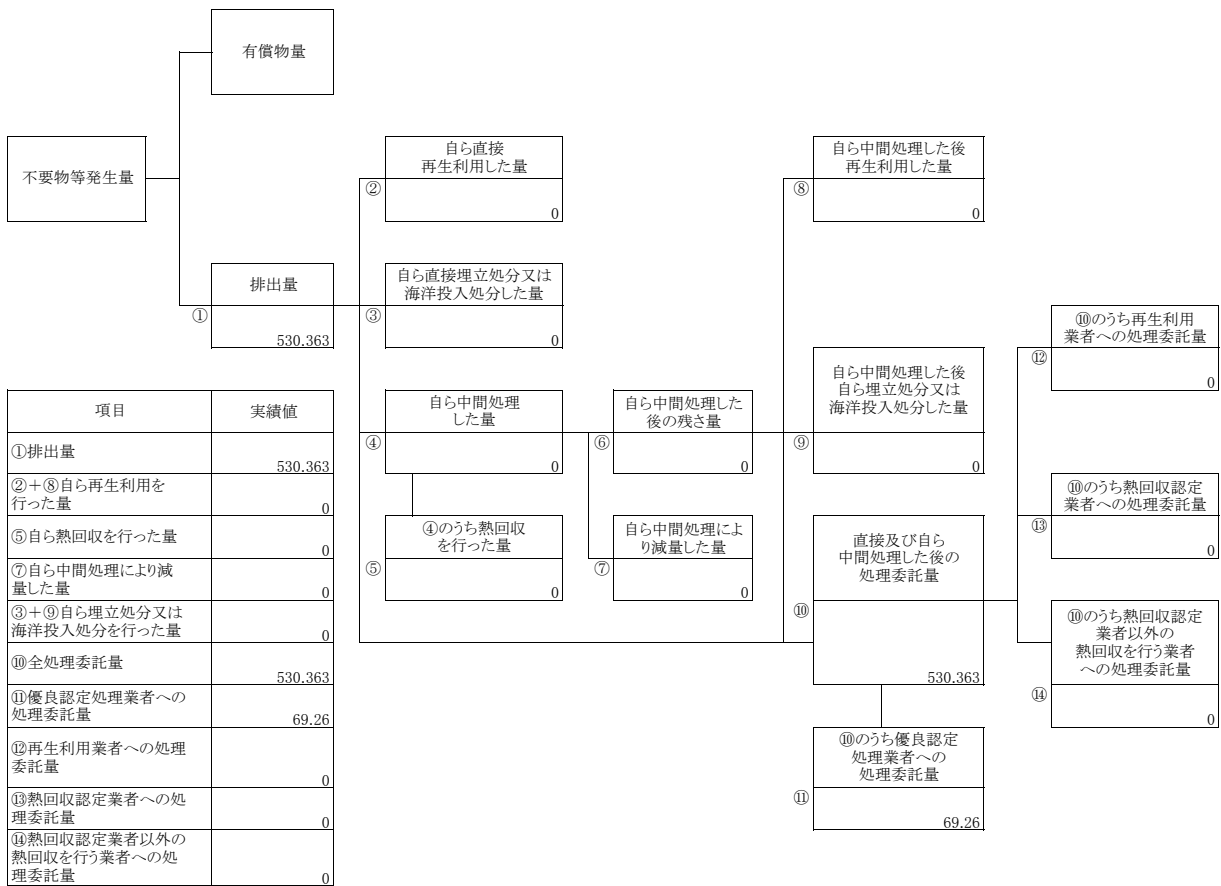 有償物量
不要物等発生量
自ら直接
再生利用した量
②
0
自ら中間処理した後
再生利用した量
⑧
0
排出量
①
530.363
自ら直接埋立処分又は
海洋投入処分した量
③
0
⑩のうち再生利用
業者への処理委託量
⑫
0
自ら中間処理
した量
④
0
自ら中間処理した
後の残さ量
⑥
0
自ら中間処理した後
自ら埋立処分又は
海洋投入処分した量
⑨
0
⑩のうち熱回収認定
業者への処理委託量
⑬
0
④のうち熱回収
を行った量
⑤
0
自ら中間処理によ
り減量した量
⑦
0
直接及び自ら
中間処理した後の
処理委託量
⑩
530.363
⑩のうち熱回収認定
業者以外の
熱回収を行う業者
への処理委託量
⑭
0
⑩のうち優良認定
処理業者への
処理委託量
⑪
69.26
項目
実績値
①排出量
530.363
②+⑧自ら再生利用を
行った量
0
⑤自ら熱回収を行った量
0
⑦自ら中間処理により減
量した量
0
③+⑨自ら埋立処分又は
海洋投入処分を行った量
0
⑩全処理委託量
530.363
⑪優良認定処理業者への
処理委託量
69.26
⑫再生利用業者への処理
委託量
0
⑬熱回収認定業者への処
理委託量
0
⑭熱回収認定業者以外の
熱回収を行う業者への処
理委託量
0